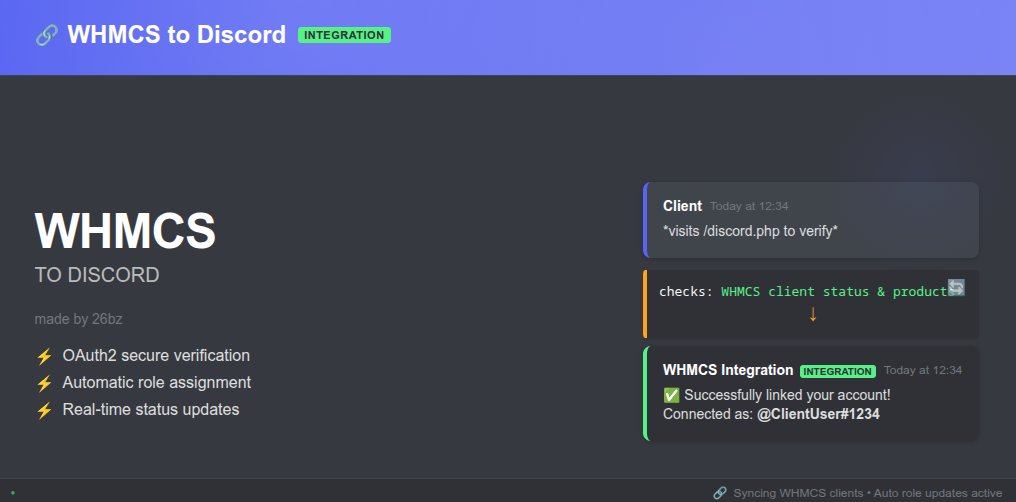 🔗 WHMCS to Discord INTEGRATION
WHMCS
TO DISCORD
made by 26bz
⚡ OAuth2 secure verification
⚡ Automatic role assignment
⚡ Real-time status updates
Client Today at 12:34
*visits /discord.php to verify*
checks: WHMCS client status & product
↓
WHMCS Integration INTEGRATION Today at 12:34
✅ Successfully linked your account!
Connected as: @ClientUser#1234
🔗 Syncing WHMCS clients • Auto role updates active